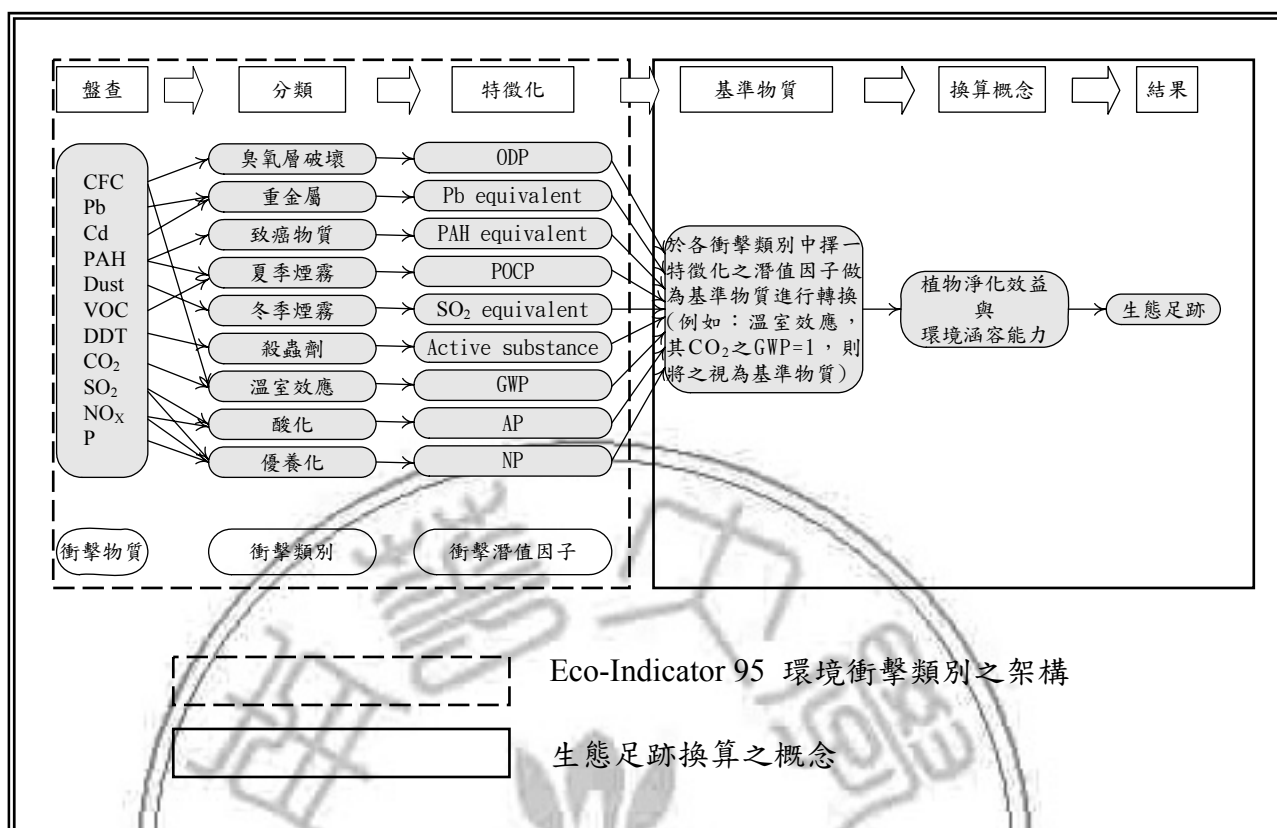 盤查
分類
特徵化
基準物質
換算概念
結果
CFC
Pb
Cd
PAH
Dust
VOC
DDT
CO₂
SO₂
NOX
P
臭氧層破壞
重金屬
致癌物質
夏季煙霧
冬季煙霧
殺蟲劑
溫室效應
酸化
優養化
ODP
Pb equivalent
PAH equivalent
POCP
SO₂ equivalent
Active substance
GWP
AP
NP
於各衝擊類別中擇一
特徵化之潛值因子做
為基準物質進行轉換
(例如：溫室效應，
其CO₂之GWP=1，則
將之視為基準物質)
植物淨化效益
與
環境涵容能力
生態足跡
衝擊物質
衝擊類別
衝擊潛值因子
Eco-Indicator 95 環境衝擊類別之架構
生態足跡換算之概念